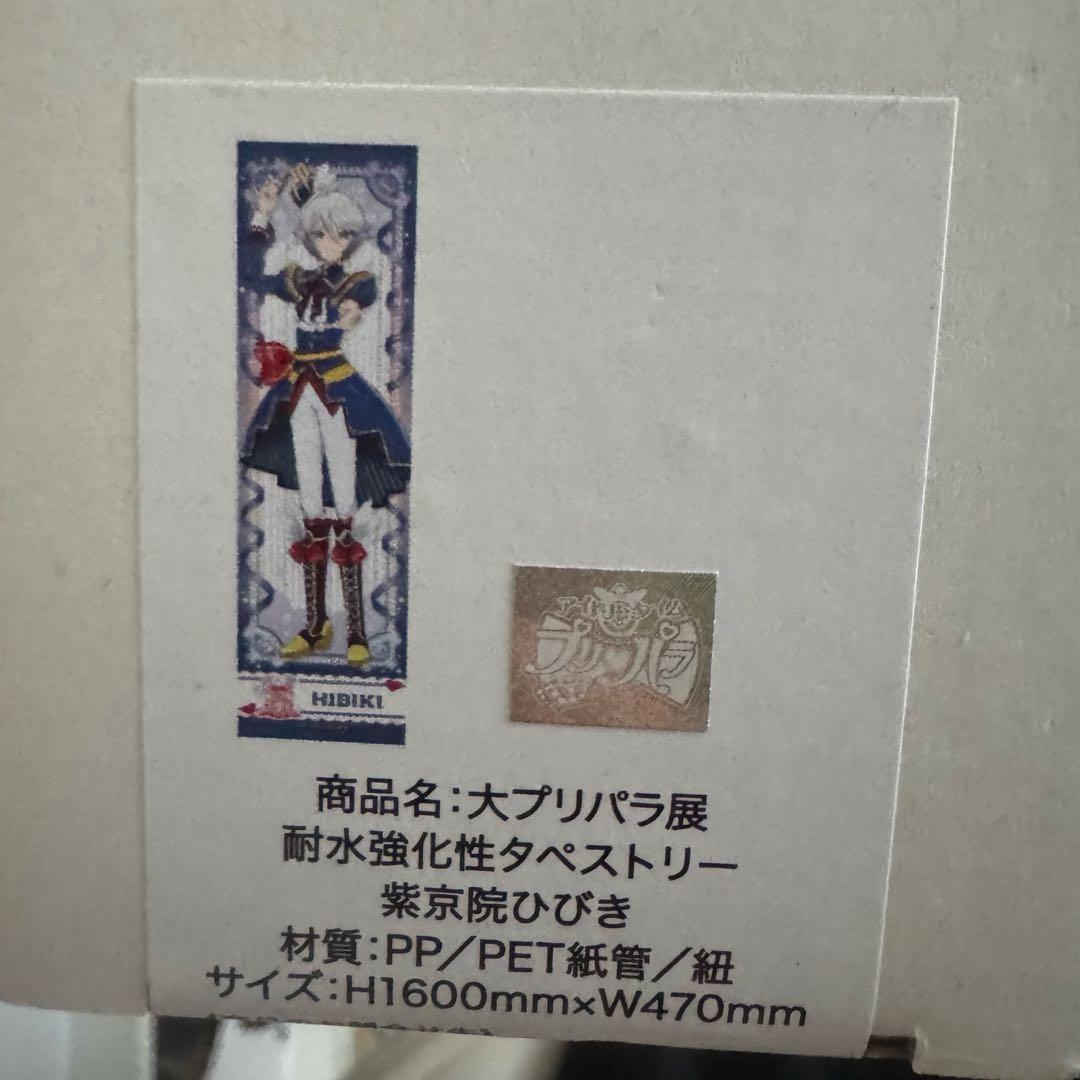 HIBIKI
アイドルタイム
プリパラ
商品名:大プリパラ展
耐水強化性タペストリー
紫京院ひびき
材質:PP/PET紙管/紐
サイズ:H1600mm×W470mm